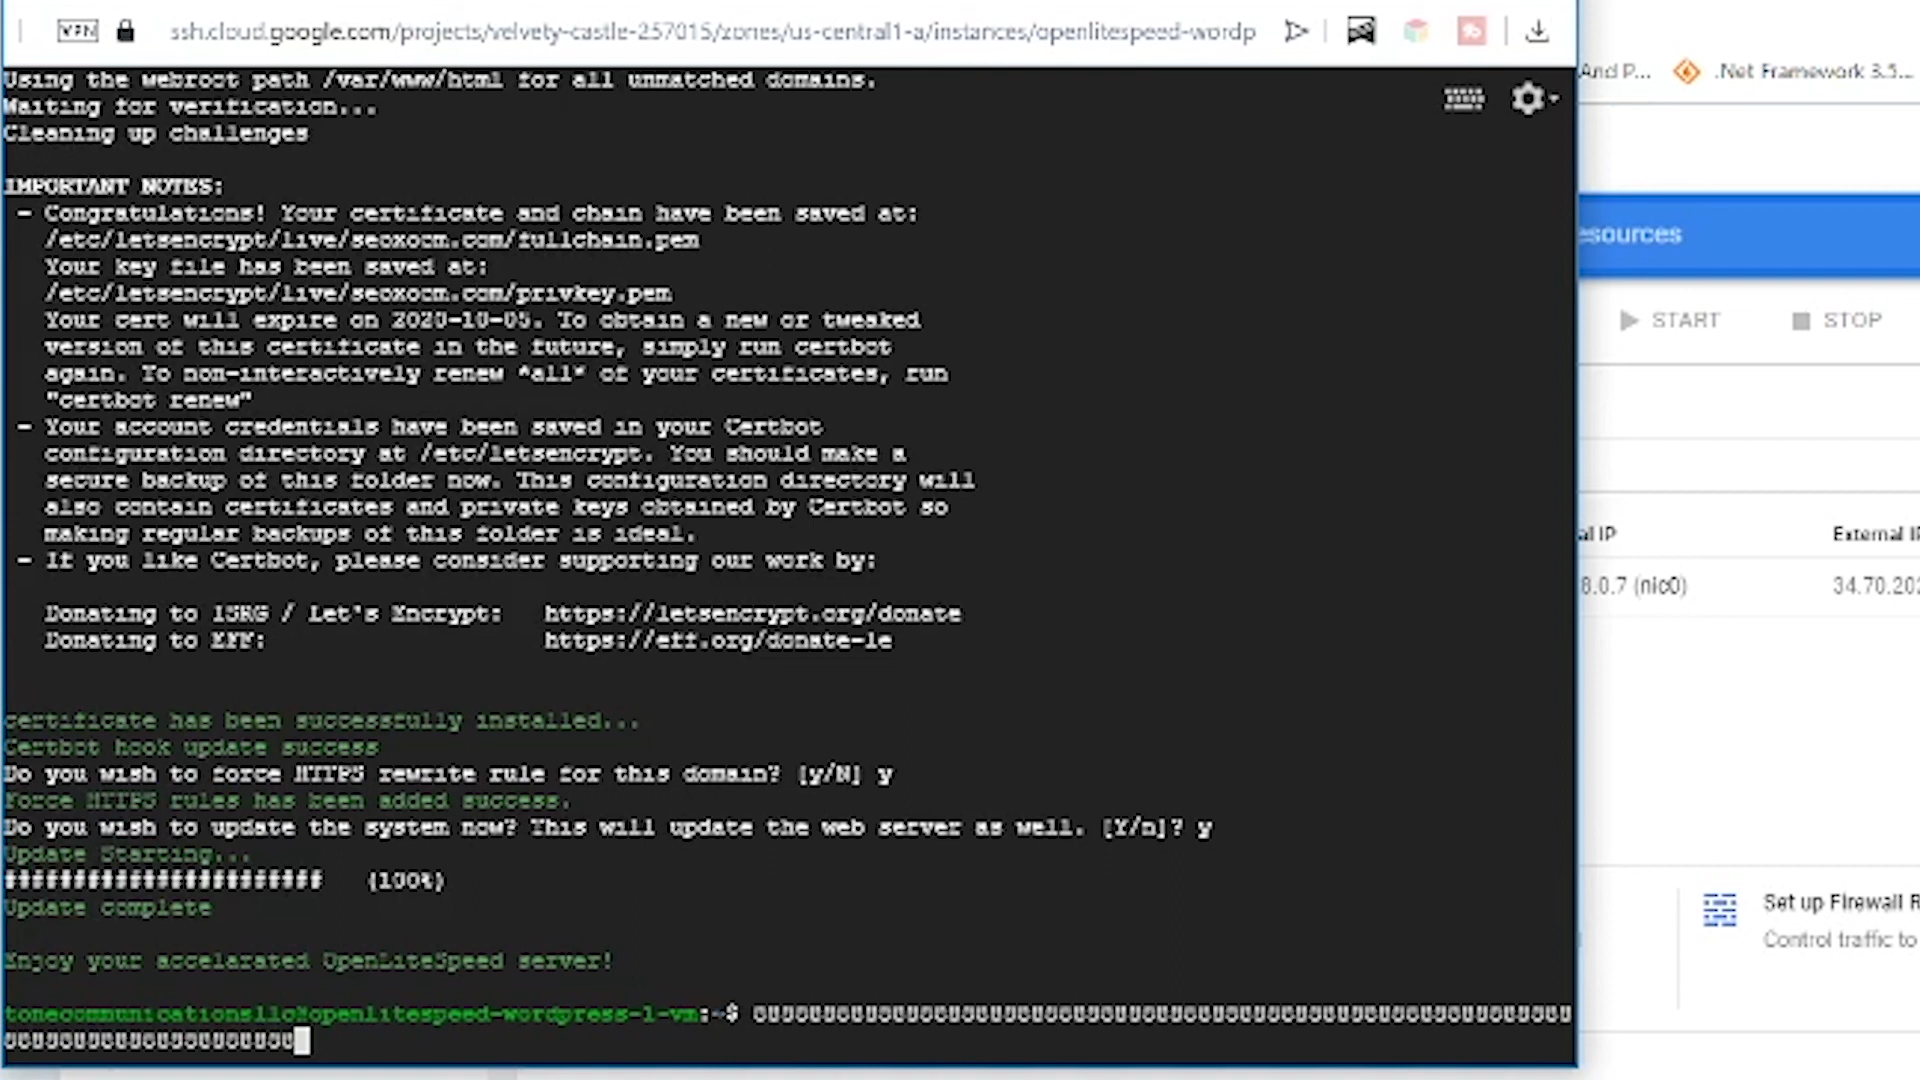 VPN ssh.cloud.google.com/projects/velvety-castle-257015/zones/us-central1-a/instances/openlitespeed-wordp
And P... .Net Framework 3.5...
Using the webroot path /var/www/html for all unmatched domains.
Waiting for verification...
Cleaning up challenges
IMPORTANT NOTES:
- Congratulations! Your certificate and chain have been saved at:
/etc/letsencrypt/live/seoxocm.com/fullchain.pem
Your key file has been saved at:
/etc/letsencrypt/live/seoxocm.com/privkey.pem
Your cert will expire on 2020-10-05. To obtain a new or tweaked
version of this certificate in the future, simply run certbot
again. To non-interactively renew *all* of your certificates, run
"certbot renew"
- Your account credentials have been saved in your Certbot
configuration directory at /etc/letsencrypt. You should make a
secure backup of this folder now. This configuration directory will
also contain certificates and private keys obtained by Certbot so
making regular backups of this folder is ideal.
- If you like Certbot, please consider supporting our work by:
Donating to ISRG / Let's Encrypt: https://letsencrypt.org/donate
Donating to EFF: https://eff.org/donate-le
certificate has been successfully installed...
Certbot hook update success
Do you wish to force HTTPS rewrite rule for this domain? [y/N] y
Force HTTPS rules has been added success.
Do you wish to update the system now? This will update the web server as well. [Y/n]? y
Update Starting...
####################### (100%)
Update complete
Enjoy your accelarated OpenLiteSpeed server!
tonecommunicationsllc@openlitespeed-wordpress-1-vm:~$
esources
START STOP
al IP External IP
8.0.7 (nic0) 34.70.202
Set up Firewall R
Control traffic to